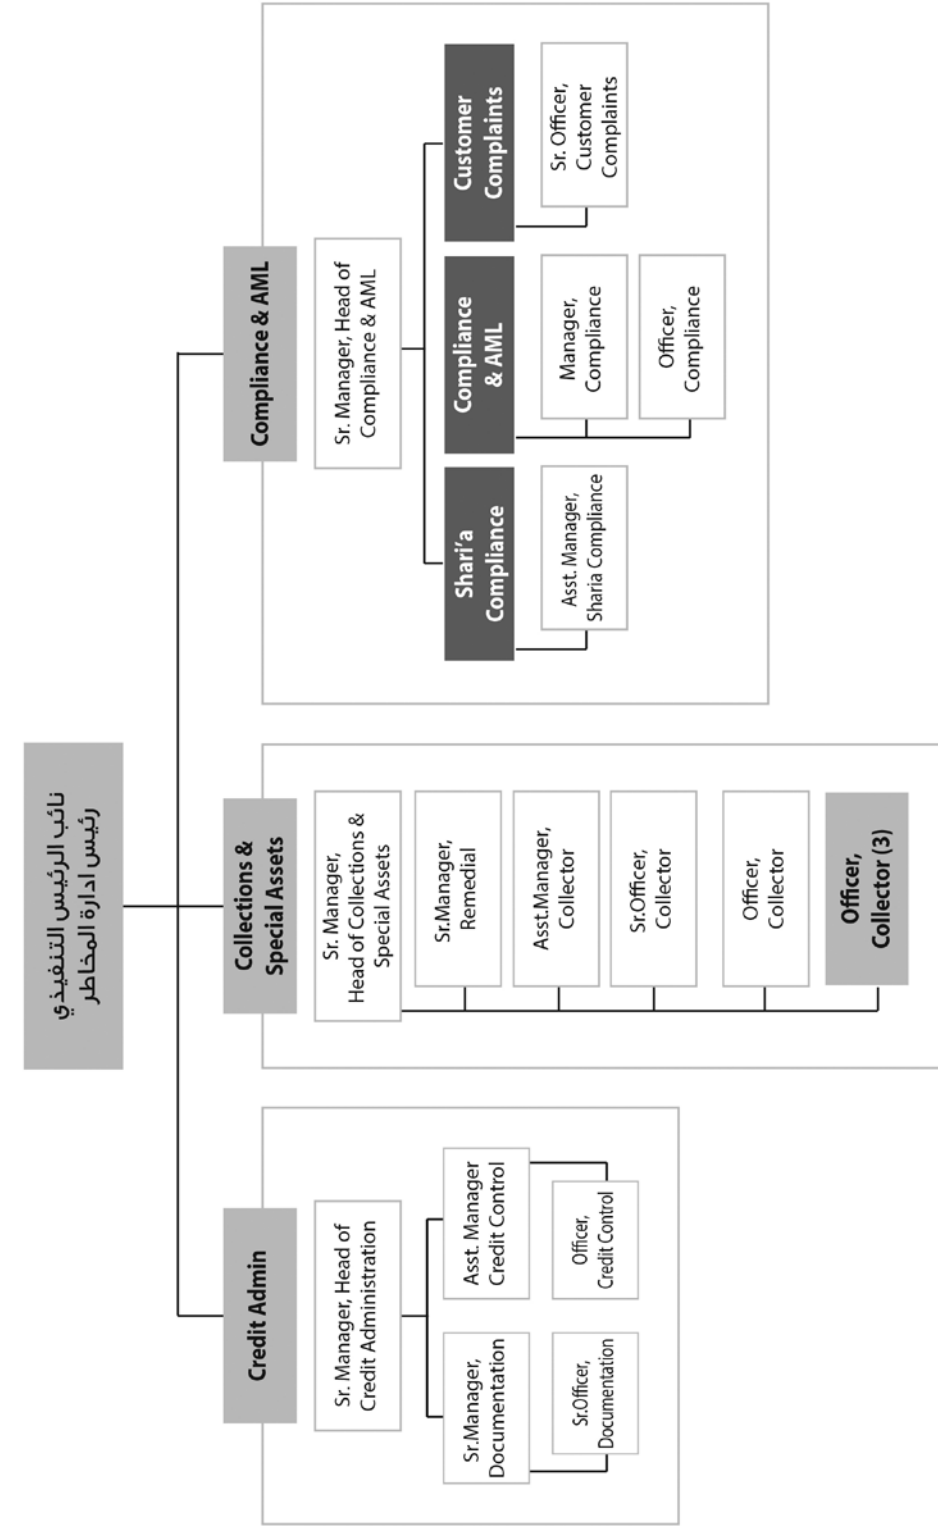 نائب الرئيس التنفيذي
رئيس ادارة المخاطر
Credit Admin
Sr. Manager, Head of
Credit Administration
Sr.Manager,
Documentation
Sr.Officer,
Documentation
Asst. Manager
Credit Control
Officer,
Credit Control
Collections &
Special Assets
Sr. Manager,
Head of Collections &
Special Assets
Sr.Manager,
Remedial
Asst.Manager,
Collector
Sr.Officer,
Collector
Officer,
Collector
Officer,
Collector (3)
Compliance & AML
Sr. Manager, Head of
Compliance & AML
Shari’a
Compliance
Asst. Manager,
Sharia Compliance
Compliance
& AML
Manager,
Compliance
Officer,
Compliance
Customer
Complaints
Sr. Officer,
Customer
Complaints